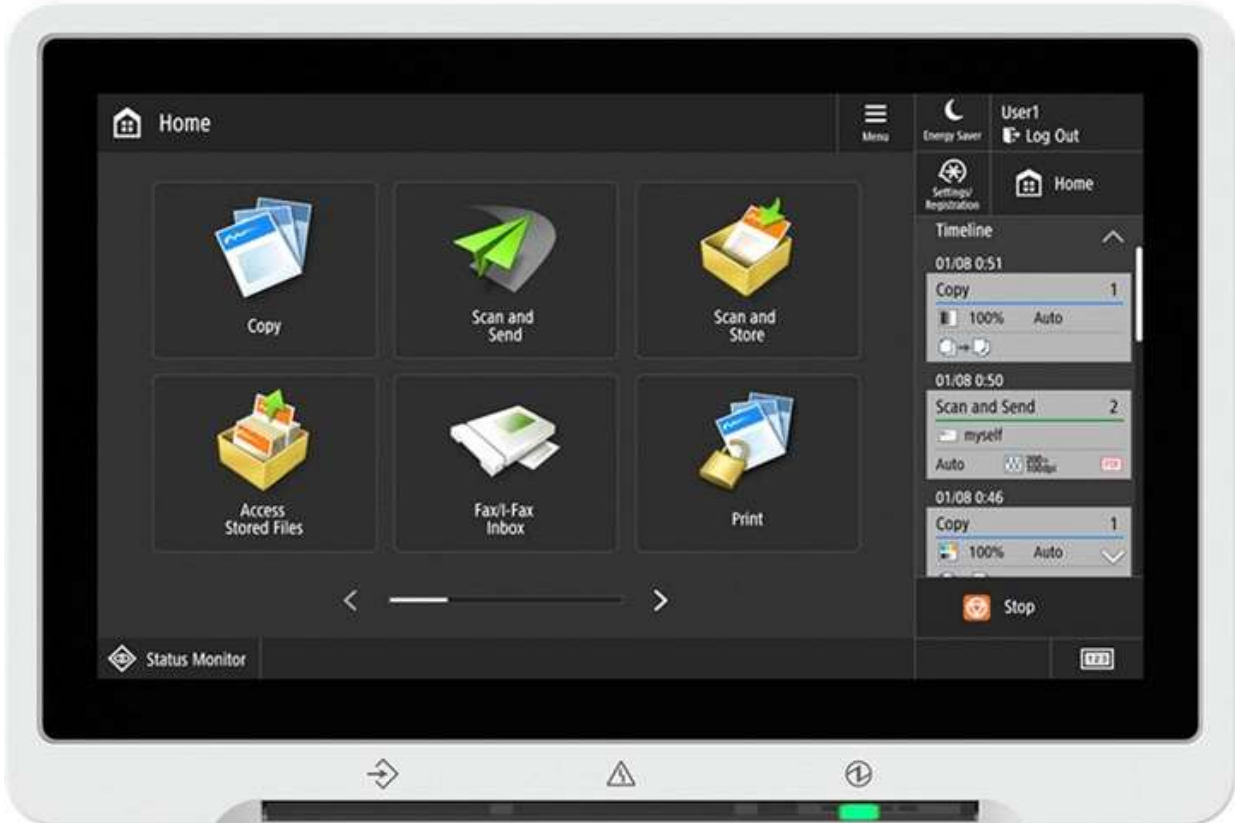 Home
Menu
Energy Saver
User1
Log Out
Settings/
Registration
Home
Copy
Scan and
Send
Scan and
Store
Access
Stored Files
Fax/I-Fax
Inbox
Print
Timeline
01/08 0:51
Copy 1
100% Auto
01/08 0:50
Scan and Send 2
myself
Auto
PDF
01/08 0:46
Copy 1
100% Auto
Stop
Status Monitor
123